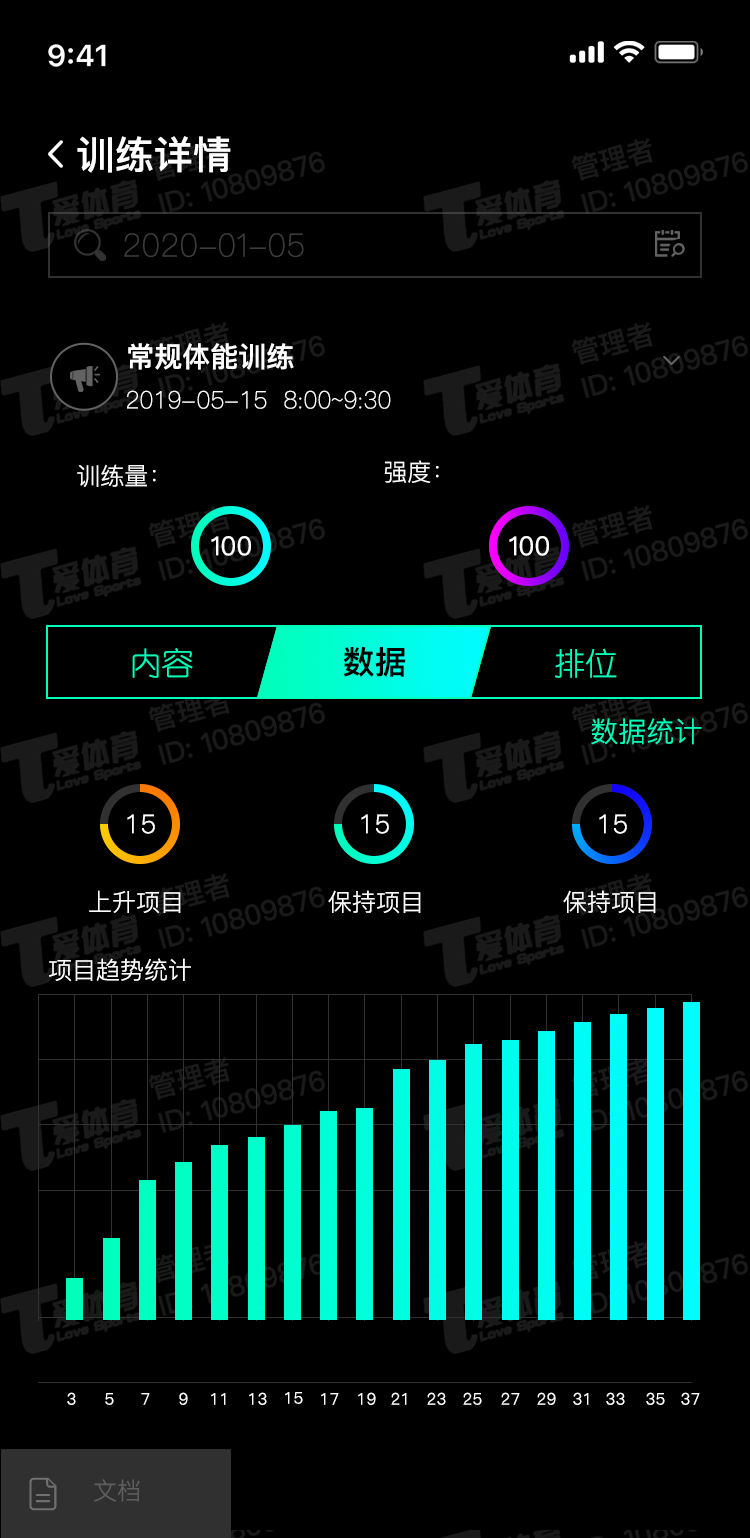 9:41
训练详情
2020-01-05
常规体能训练
2019-05-15 8:00~9:30
训练量:
强度:
100
100
内容
数据
排位
数据统计
15
15
15
上升项目
保持项目
保持项目
项目趋势统计
3 5 7 9 11 13 15 17 19 21 23 25 27 29 31 33 35 37
文档
爱体育
Love Sports
管理者
ID: 10809876